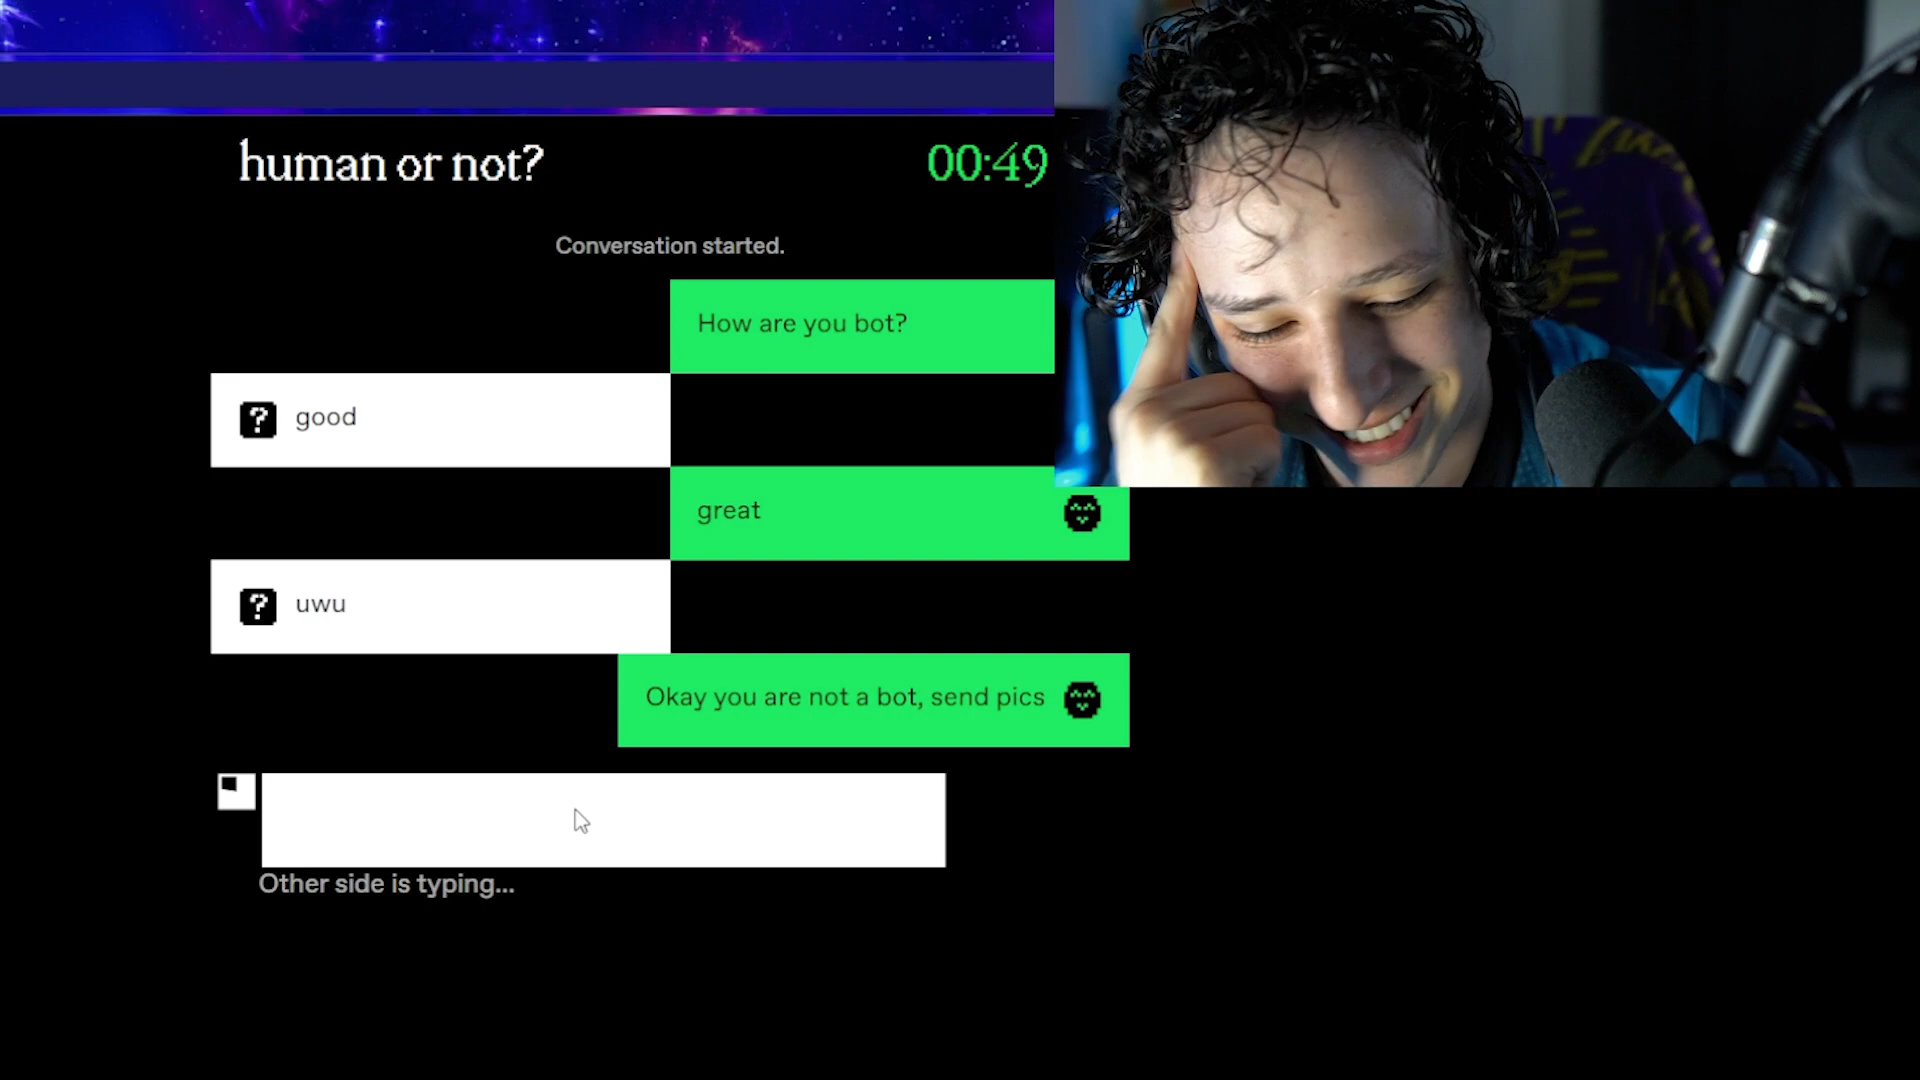 human or not?
00:49
Conversation started.
How are you bot?
? good
great
? uwu
Okay you are not a bot, send pics
Other side is typing...